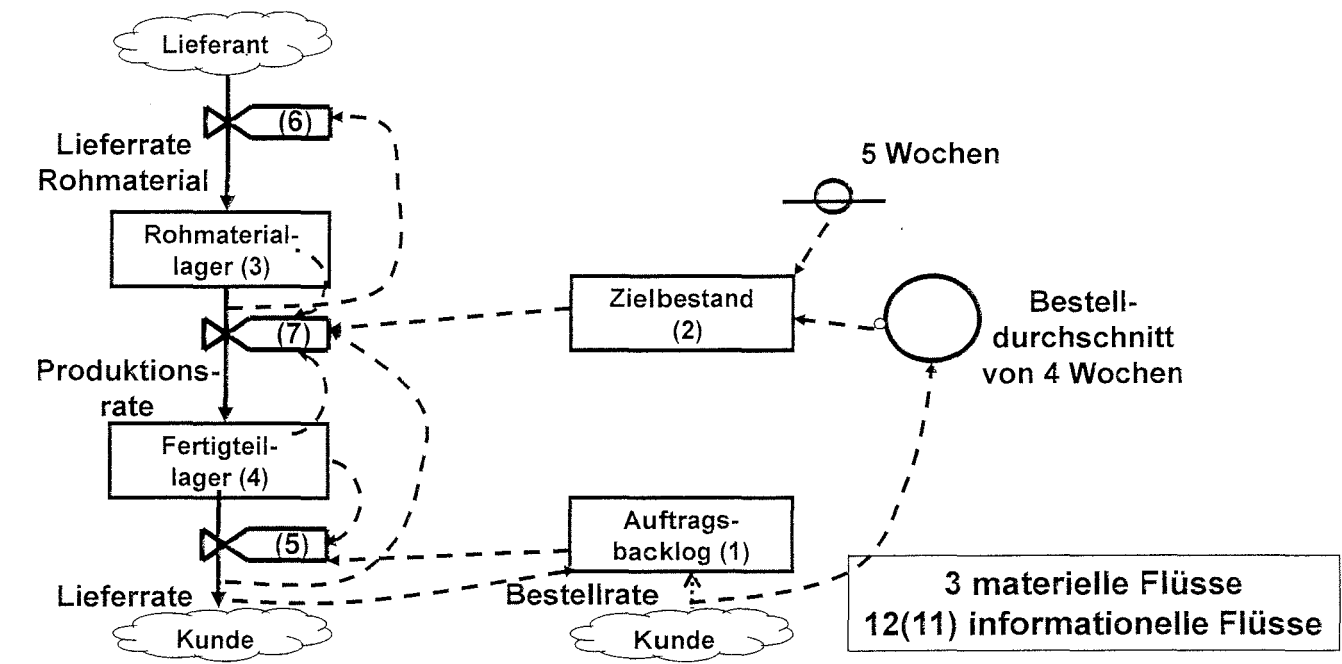 Lieferant
(6)
Lieferrate
Rohmaterial
5 Wochen
Rohmaterial-
lager (3)
Zielbestand
(2)
Bestell-
durchschnitt
von 4 Wochen
(7)
Produktions-
rate
Fertigteil-
lager (4)
(5)
Auftrags-
backlog (1)
Lieferrate
Bestellrate
Kunde
Kunde
3 materielle Flüsse
12(11) informationelle Flüsse